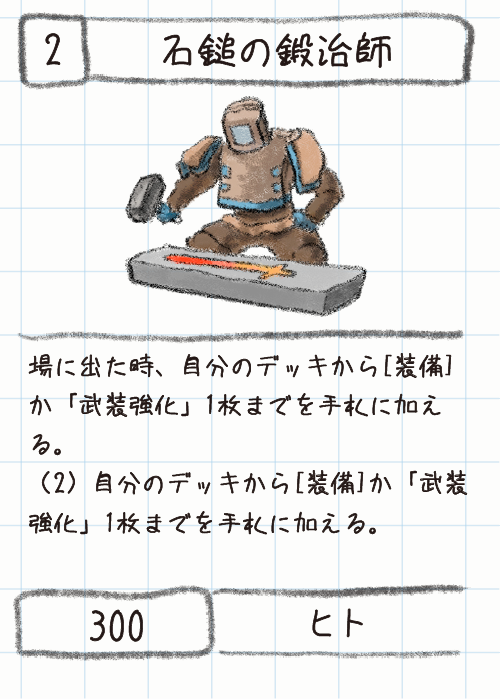 2
石鎚の鍛冶師
場に出た時、自分のデッキから[装備]
か「武装強化」1枚までを手札に加え
る。
（2）自分のデッキから[装備]か「武装
強化」1枚までを手札に加える。
300
ヒト